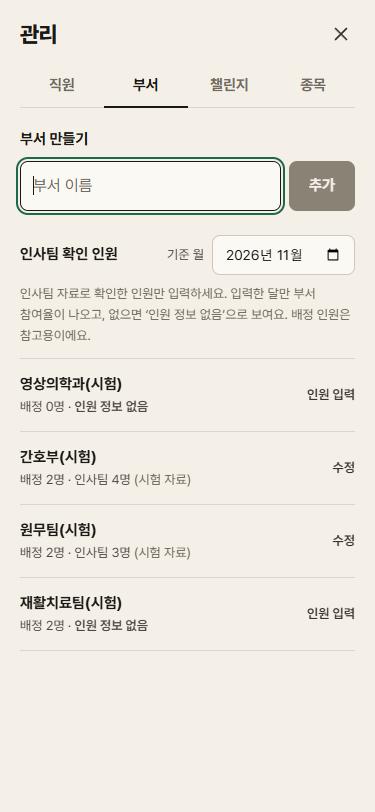 관리
직원 부서 챌린지 종목
부서 만들기
부서 이름 추가
인사팀 확인 인원 기준 월 2026년 11월
인사팀 자료로 확인한 인원만 입력하세요. 입력한 달만 부서
참여율이 나오고, 없으면 ‘인원 정보 없음’으로 보여요. 배정 인원은
참고용이에요.
영상의학과(시험)
배정 0명 · 인원 정보 없음
인원 입력
간호부(시험)
배정 2명 · 인사팀 4명 (시험 자료)
수정
원무팀(시험)
배정 2명 · 인사팀 3명 (시험 자료)
수정
재활치료팀(시험)
배정 2명 · 인원 정보 없음
인원 입력